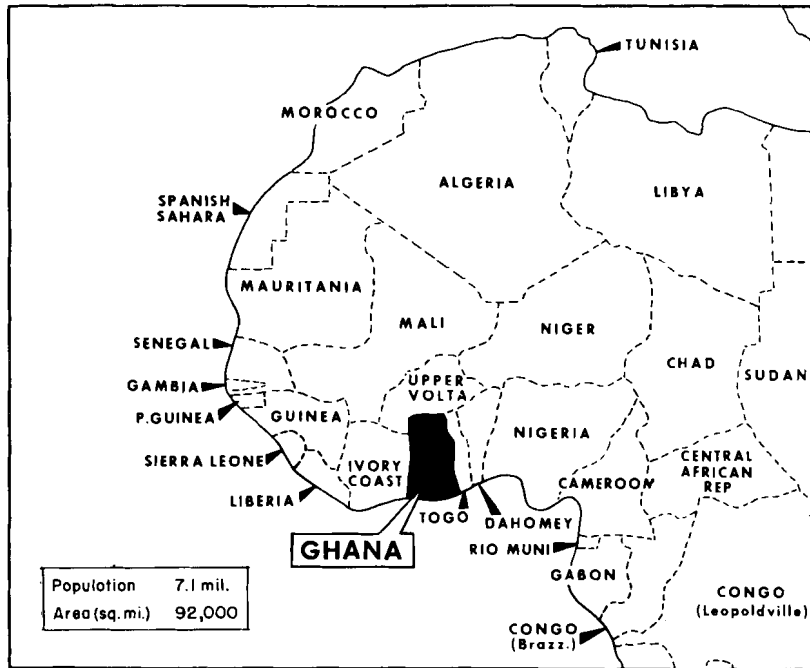 TUNISIA
MOROCCO
ALGERIA
LIBYA
SPANISH
SAHARA
MAURITANIA
MALI
NIGER
CHAD
SUDAN
SENEGAL
GAMBIA
P.GUINEA
GUINEA
UPPER
VOLTA
NIGERIA
SIERRA LEONE
IVORY
COAST
CAMEROON
CENTRAL
AFRICAN
REP
LIBERIA
TOGO
DAHOMEY
RIO MUNI
GHANA
GABON
CONGO
(Leopoldville)
CONGO
(Brazz.)
Population 7.1 mil.
Area (sq. mi.) 92,000